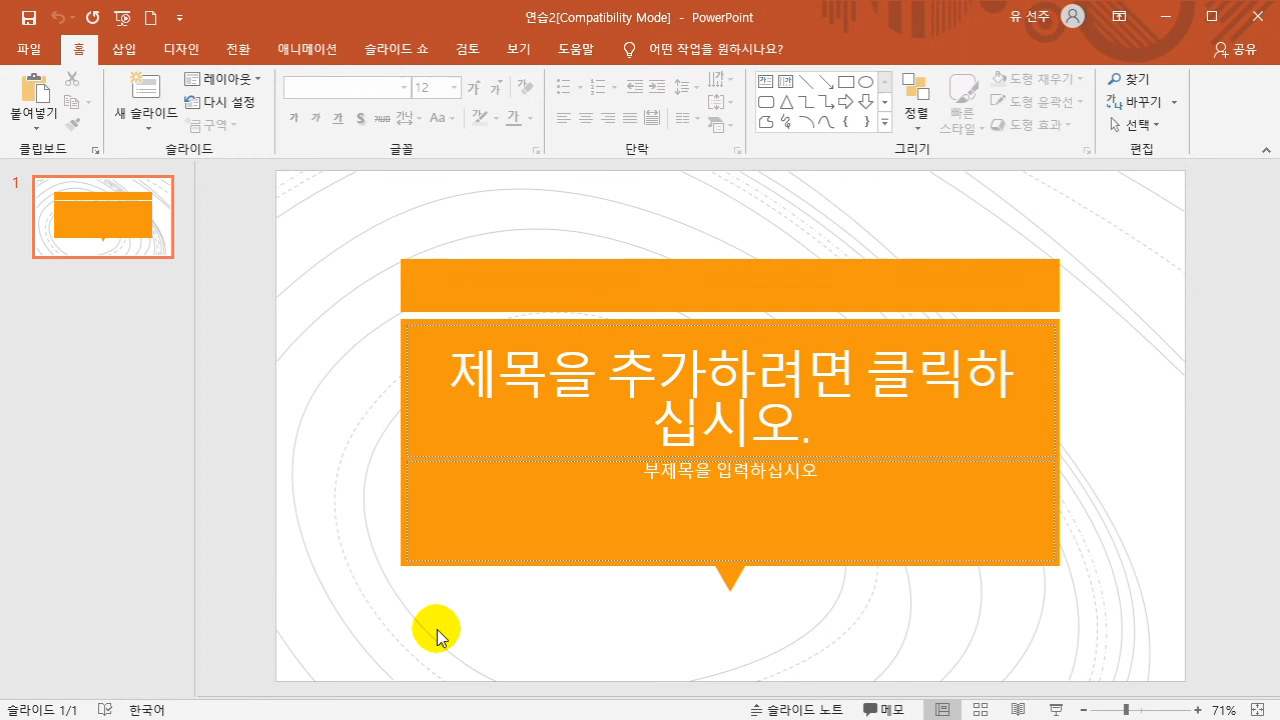 연습2[Compatibility Mode] - PowerPoint
유 선주
파일 홈 삽입 디자인 전환 애니메이션 슬라이드 쇼 검토 보기 도움말 어떤 작업을 원하시나요? 공유
붙여넣기
클립보드
새 슬라이드
레이아웃
다시 설정
구역
슬라이드
12
가 가 가 S 가나 Aa 가
글꼴
단락
정렬
빠른
스타일
도형 채우기
도형 윤곽선
도형 효과
그리기
찾기
바꾸기
선택
편집
1
제목을 추가하려면 클릭하
십시오.
부제목을 입력하십시오
슬라이드 1/1 한국어 슬라이드 노트 메모 71%